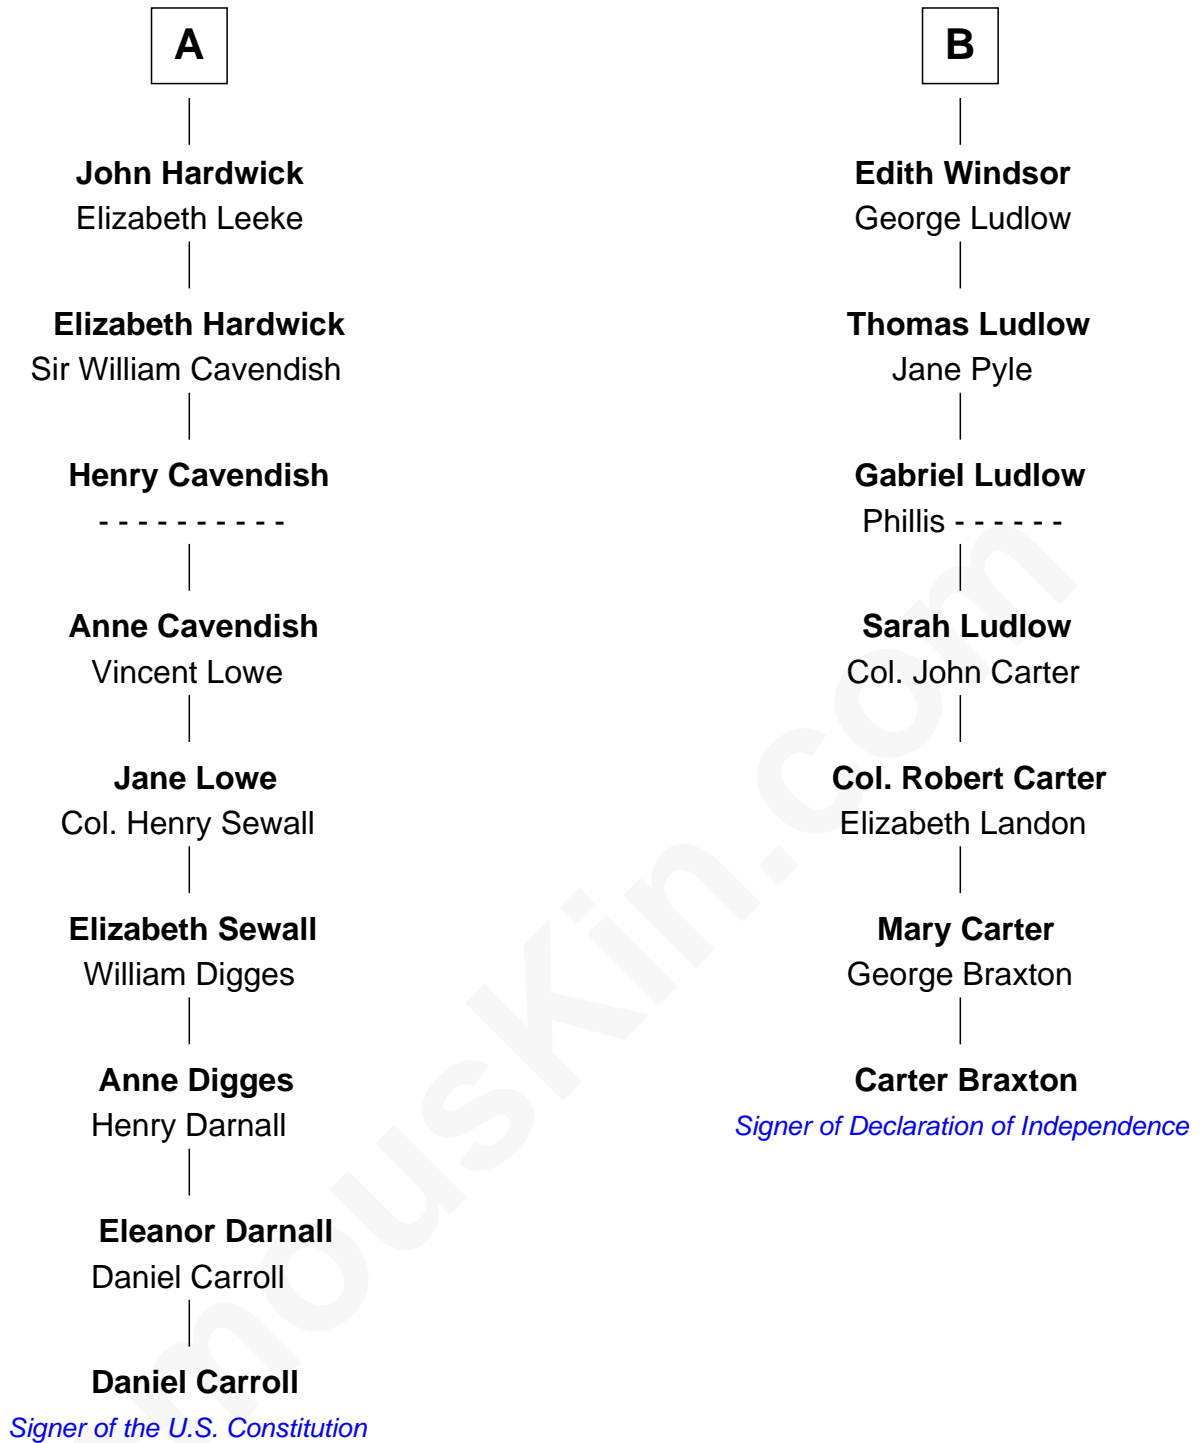 A
John Hardwick
Elizabeth Leeke
Elizabeth Hardwick
Sir William Cavendish
Henry Cavendish
- - - - - - - - - -
Anne Cavendish
Vincent Lowe
Jane Lowe
Col. Henry Sewall
Elizabeth Sewall
William Digges
Anne Digges
Henry Darnall
Eleanor Darnall
Daniel Carroll
Daniel Carroll
Signer of the U.S. Constitution
B
Edith Windsor
George Ludlow
Thomas Ludlow
Jane Pyle
Gabriel Ludlow
Phillis - - - - - -
Sarah Ludlow
Col. John Carter
Col. Robert Carter
Elizabeth Landon
Mary Carter
George Braxton
Carter Braxton
Signer of Declaration of Independence
mousKin.com